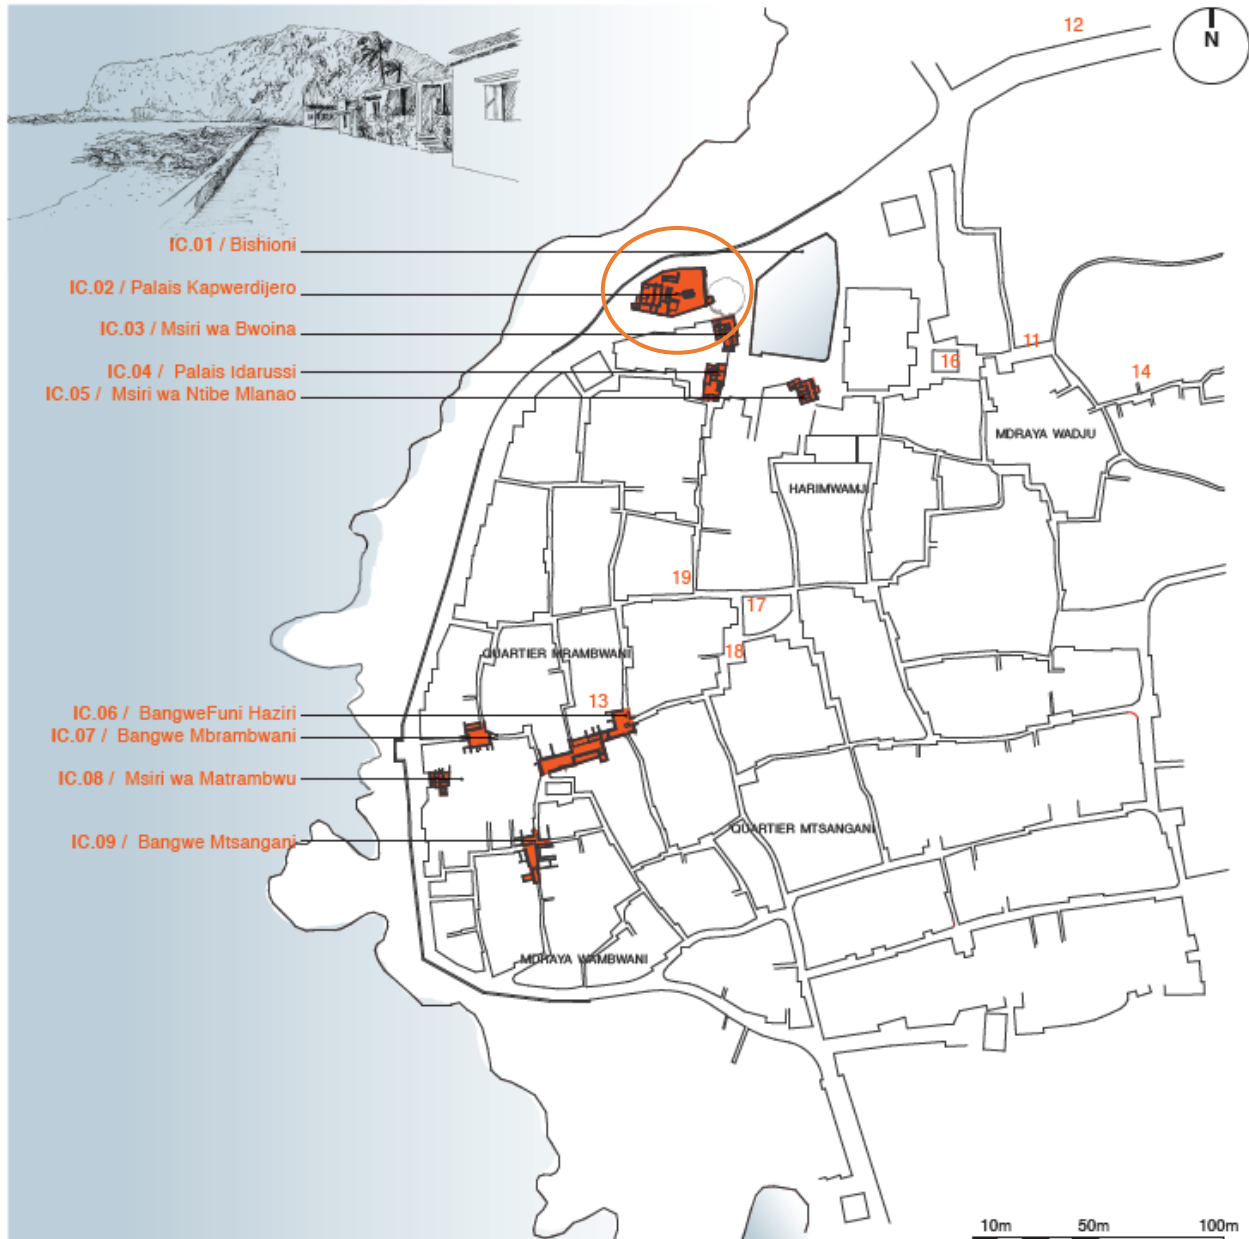 12
N
IC.01 / Bishioni
IC.02 / Palais Kapwerdijero
IC.03 / Msiri wa Bwoina
IC.04 / Palais Idarussi
IC.05 / Msiri wa Ntibe Mlanao
11
16
14
MDRAYA WADJU
HARIMWAMJI
19
17
18
QUARTIER MRAMBWANI
13
IC.06 / BangweFuni Haziri
IC.07 / Bangwe Mbrambwani
IC.08 / Msiri wa Matrambwu
IC.09 / Bangwe Mtsangani
QUARTIER MTSANGANI
MDRAYA WAMBWANI
10m 50m 100m